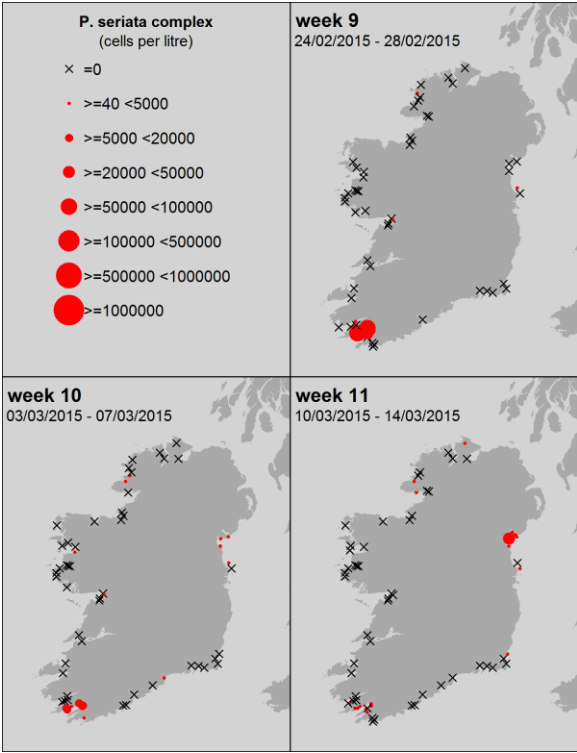 P. seriata complex
(cells per litre)
=0
>=40 <5000
>=5000 <20000
>=20000 <50000
>=50000 <100000
>=100000 <500000
>=500000 <1000000
>=1000000
week 9
24/02/2015 - 28/02/2015
week 10
03/03/2015 - 07/03/2015
week 11
10/03/2015 - 14/03/2015